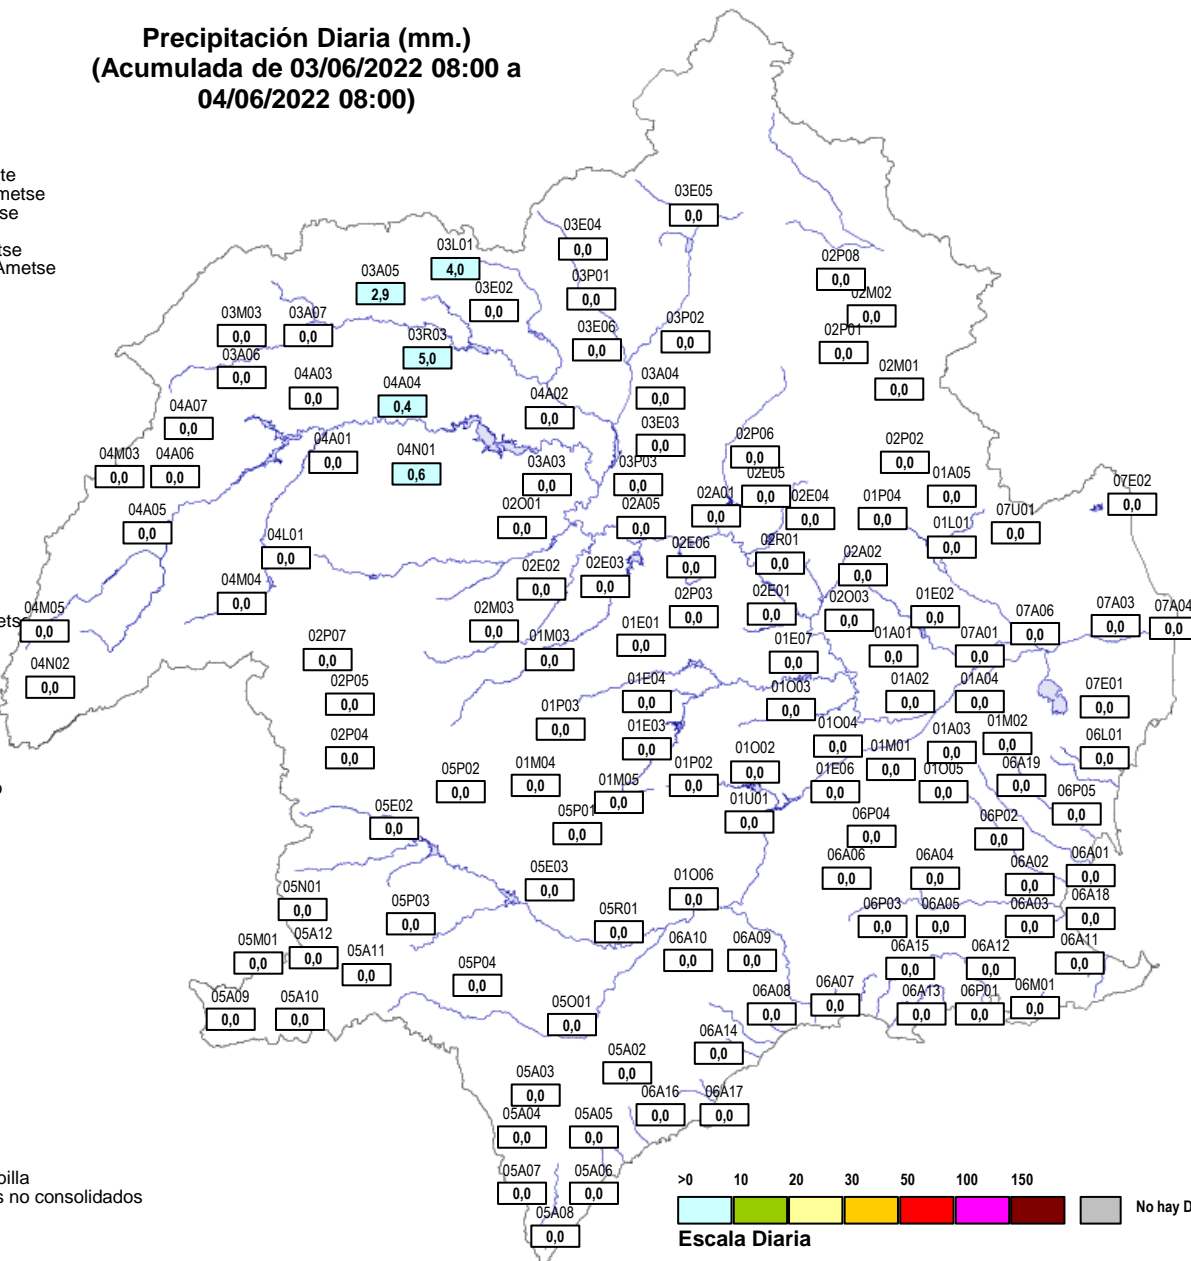 Precipitación Diaria (mm.)
(Acumulada de 03/06/2022 08:00 a
04/06/2022 08:00)
te
metse
se
tse
Ametse
03E05
0,0
03E04
0,0
03L01
4,0
02P08
0,0
03A05
2,9
03P01
0,0
03E02
0,0
02M02
0,0
03M03
0,0
03A07
0,0
03E06
0,0
03P02
0,0
02P01
0,0
03R03
5,0
03A06
0,0
02M01
0,0
04A03
0,0
04A04
0,4
04A02
0,0
03A04
0,0
04A07
0,0
03E03
0,0
04A01
0,0
04N01
0,6
02P06
0,0
02P02
0,0
04M03
0,0
04A06
0,0
03A03
0,0
03P03
0,0
02E05
0,0
01A05
0,0
07E02
0,0
02A01
0,0
02E04
0,0
01P04
0,0
04A05
0,0
02O01
0,0
02A05
0,0
01L01
0,0
07U01
0,0
04L01
0,0
02E06
0,0
02R01
0,0
02A02
0,0
02E02
0,0
02E03
0,0
04M04
0,0
04M05
0,0
ets
02M03
0,0
02P03
0,0
02E01
0,0
02O03
0,0
01E02
0,0
07A06
0,0
07A03
0,0
07A04
0,0
02P07
0,0
01M03
0,0
01E01
0,0
01E07
0,0
01A01
0,0
07A01
0,0
04N02
0,0
02P05
0,0
01E04
0,0
01O03
0,0
01A02
0,0
01A04
0,0
07E01
0,0
01P03
0,0
02P04
0,0
01E03
0,0
01O04
0,0
01A03
0,0
01M02
0,0
06L01
0,0
05P02
0,0
01M04
0,0
01M05
0,0
01P02
0,0
01O02
0,0
01E06
0,0
01M01
0,0
01O05
0,0
06A19
0,0
o
05E02
0,0
05P01
0,0
01U01
0,0
06P04
0,0
06P02
0,0
06P05
0,0
05E03
0,0
01O06
0,0
06A06
0,0
06A04
0,0
06A02
0,0
06A01
0,0
05N01
0,0
05P03
0,0
05R01
0,0
06P03
0,0
06A05
0,0
06A03
0,0
06A18
0,0
05M01
0,0
05A12
0,0
05A11
0,0
05P04
0,0
06A10
0,0
06A09
0,0
06A15
0,0
06A12
0,0
06A11
0,0
05A09
0,0
05A10
0,0
05O01
0,0
06A08
0,0
06A07
0,0
06A13
0,0
06P01
0,0
06M01
0,0
05A02
0,0
06A14
0,0
05A03
0,0
05A04
0,0
05A05
0,0
06A16
0,0
06A17
0,0
05A07
0,0
05A06
0,0
05A08
0,0
pilla
s no consolidados
>0 10 20 30 50 100 150
No hay D
Escala Diaria